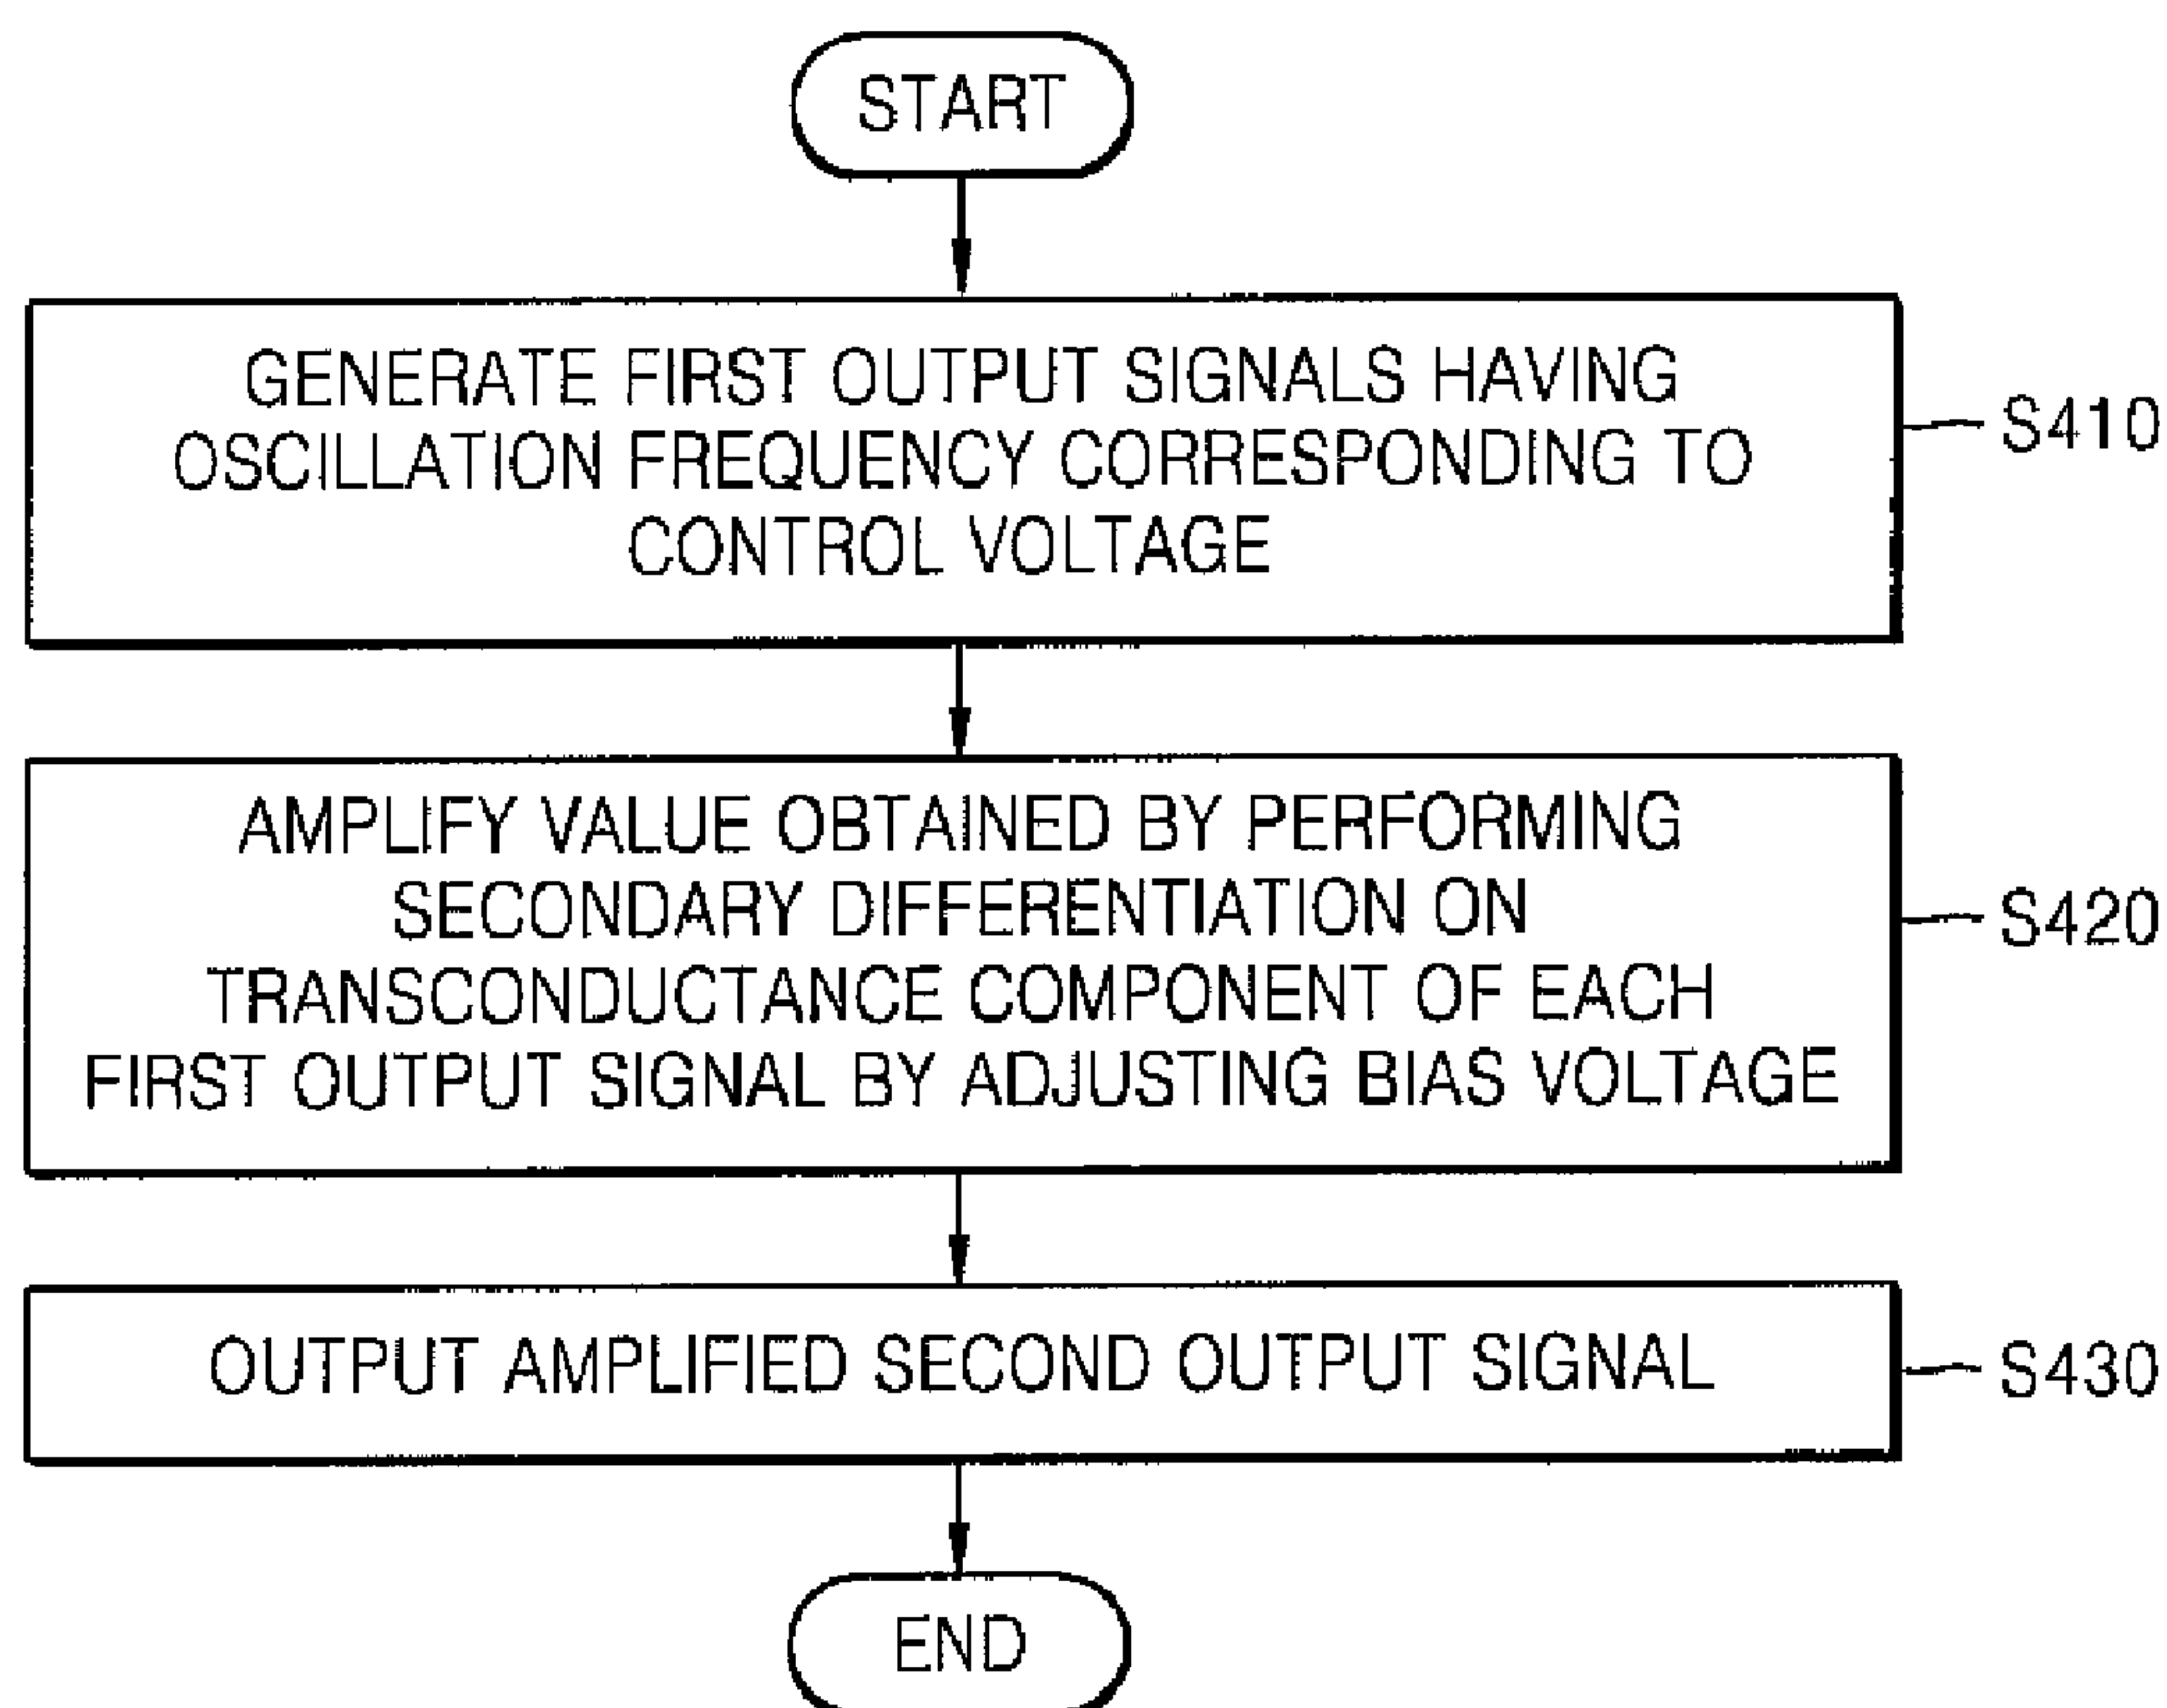 START
GENERATE FIRST OUTPUT SIGNALS HAVING
OSCILLATION FREQUENCY CORRESPONDING TO
CONTROL VOLTAGE
S410
AMPLIFY VALUE OBTAINED BY PERFORMING
SECONDARY DIFFERENTIATION ON
TRANSCONDUCTANCE COMPONENT OF EACH
FIRST OUTPUT SIGNAL BY ADJUSTING BIAS VOLTAGE
S420
OUTPUT AMPLIFIED SECOND OUTPUT SIGNAL
S430
END